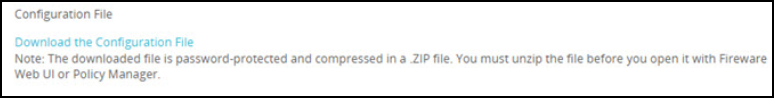 Configuration File
Download the Configuration File
Note: The downloaded file is password-protected and compressed in a .ZIP file. You must unzip the file before you open it with Fireware
Web UI or Policy Manager.